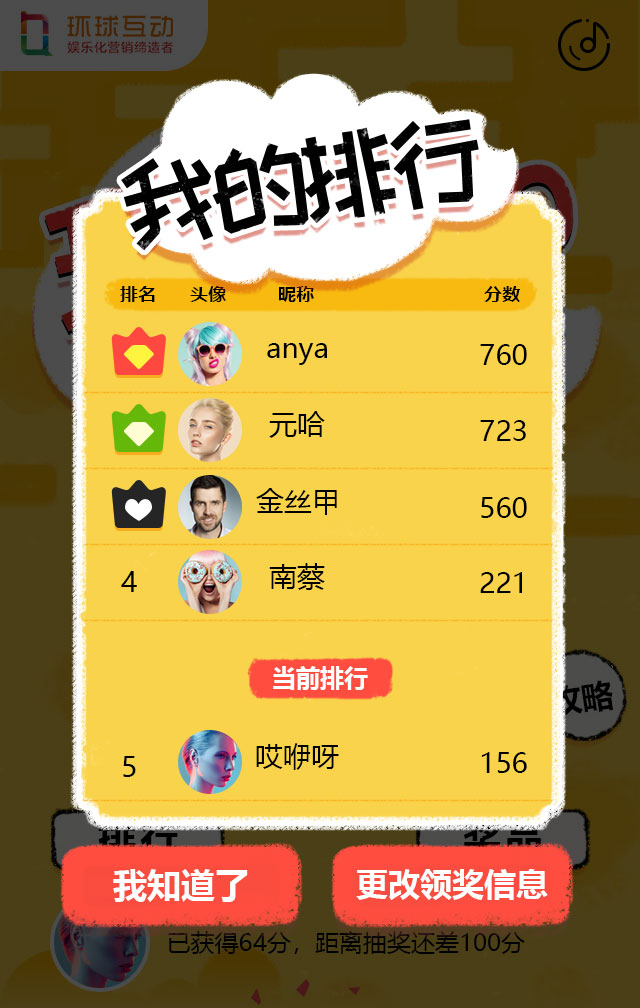 环球互动
娱乐化营销缔造者
我的排行
排名 头像 昵称 分数
anya 760
元哈 723
金丝甲 560
4 南蔡 221
当前排行
攻略
5 哎咿呀 156
排行 奖品
我知道了 更改领奖信息
已获得64分，距离抽奖还差100分